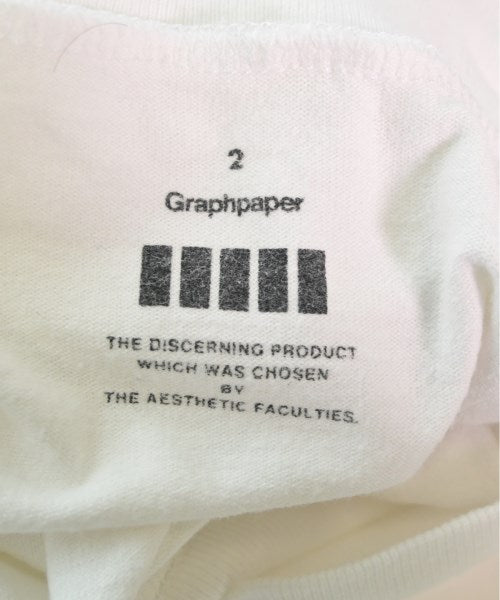 2
Graphpaper
THE DISCERNING PRODUCT
WHICH WAS CHOSEN
BY
THE AESTHETIC FACULTIES.